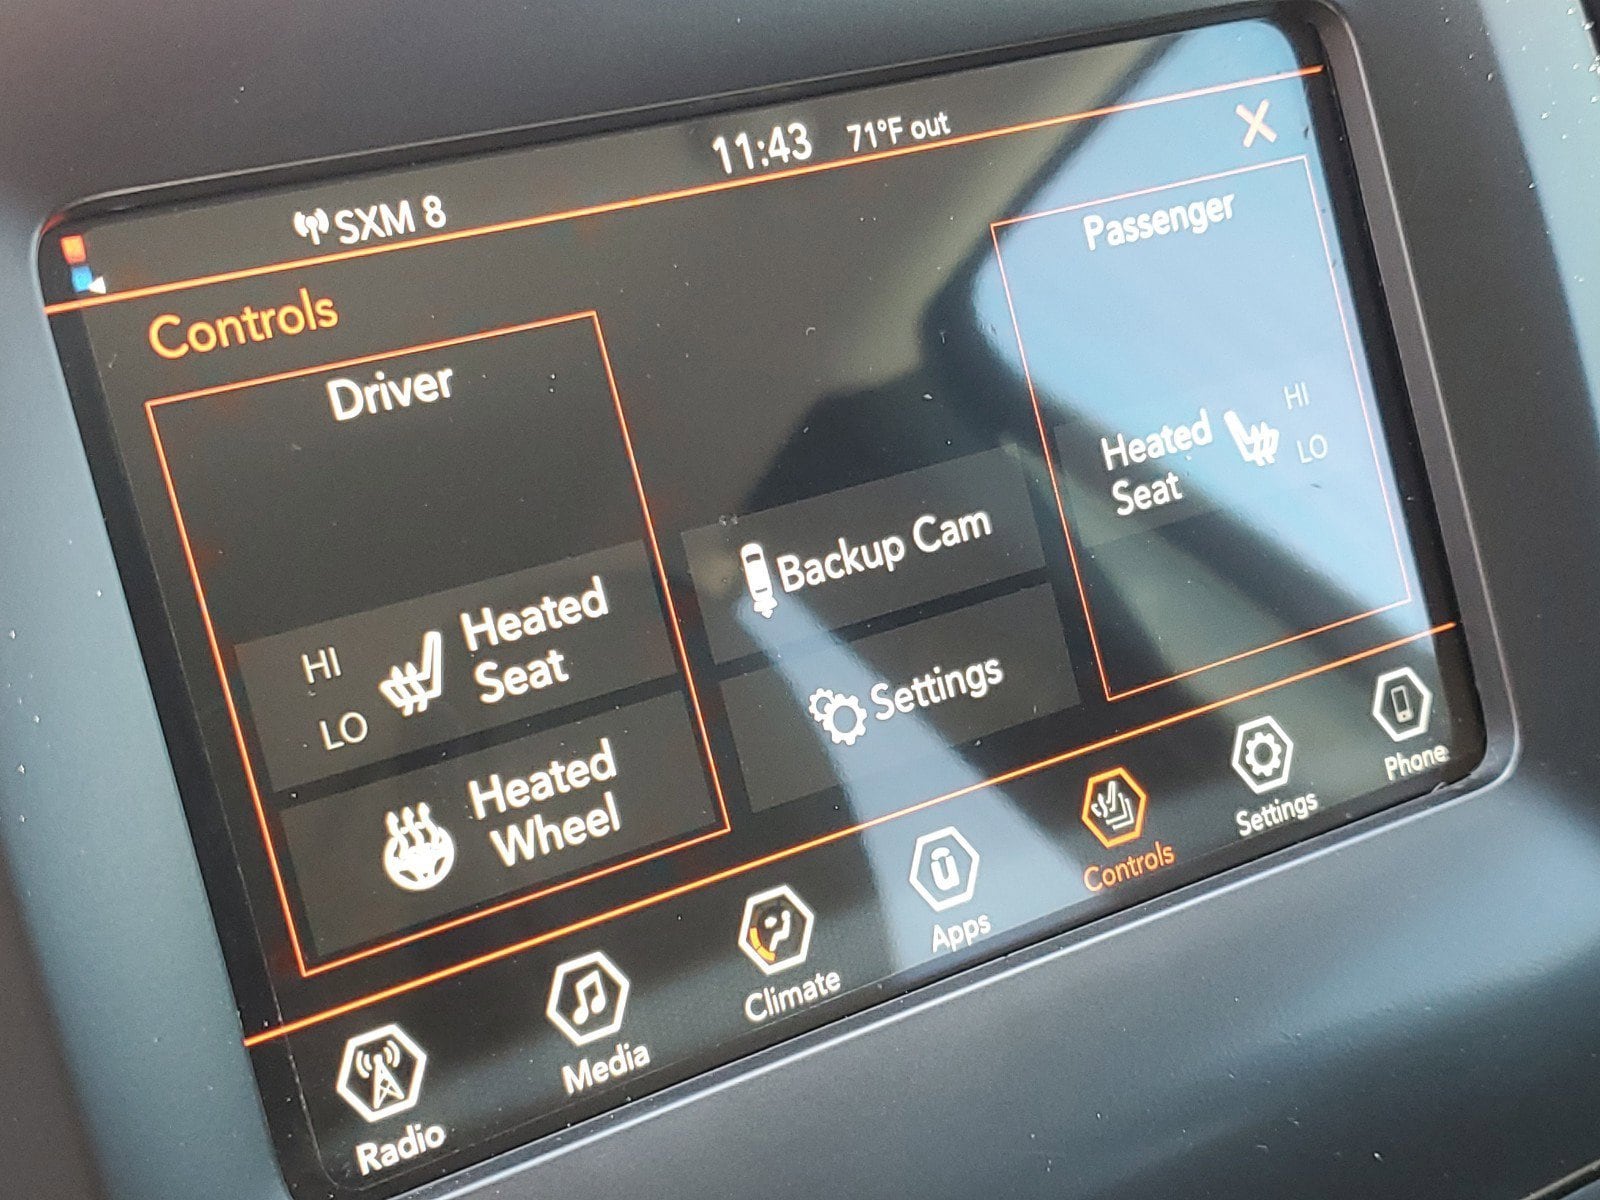 SXM 8
11:43
71°F out
Controls
Driver
HI
LO
Heated
Seat
Heated
Wheel
Backup Cam
Settings
Passenger
Heated
Seat
HI
LO
Radio
Media
Climate
Apps
Controls
Settings
Phone